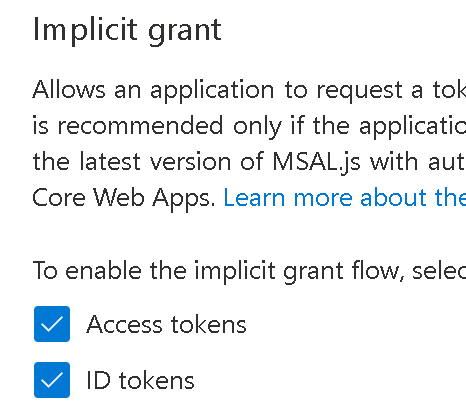 Implicit grant
Allows an application to request a tok
is recommended only if the applicatio
the latest version of MSAL.js with aut
Core Web Apps. Learn more about the
To enable the implicit grant flow, selec
Access tokens
ID tokens